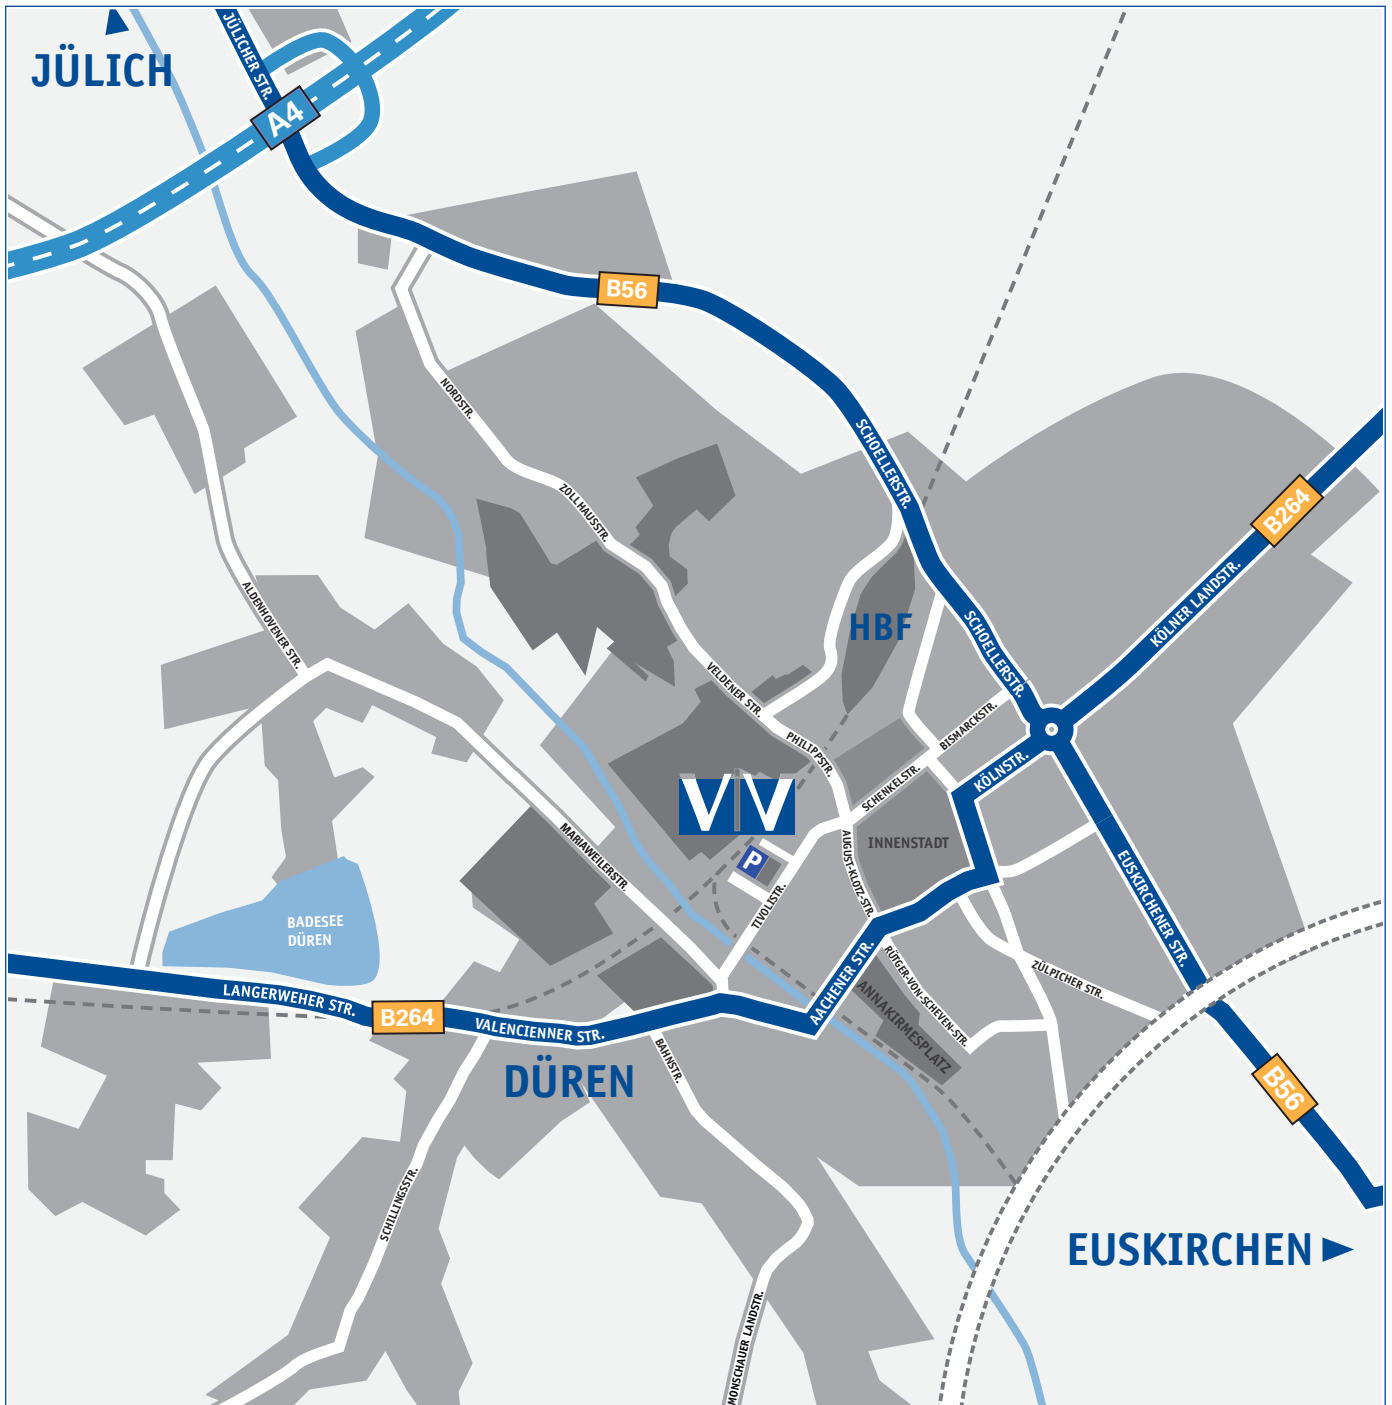 JÜLICH
JÜLICHER STR.
A4
B56
NORDSTR.
ZOLLHAUSSTR.
SCHOELLERSTR.
B264
KÖLNER LANDSTR.
ALDENHOVENER STR.
HBF
SCHOELLERSTR.
VELDENER STR.
BISMARCKSTR.
PHILIPPSTR.
SCHENKELSTR.
KÖLNSTR.
VV
INNENSTADT
P
MARIAWEILERSTR.
AUGUST-KLOTZ-STR.
EUSKIRCHENER STR.
TIVOLISTR.
BADESEE
DÜREN
AACHENER STR.
RÜTGER-VON-SCHEVEN-STR.
ZÜLPICHER STR.
ANNAKIRMESPLATZ
LANGERWEHER STR.
B264
VALENCIENNER STR.
DÜREN
BAHNSTR.
B56
SCHILLINGSSTR.
EUSKIRCHEN
MONSCHAUER LANDSTR.